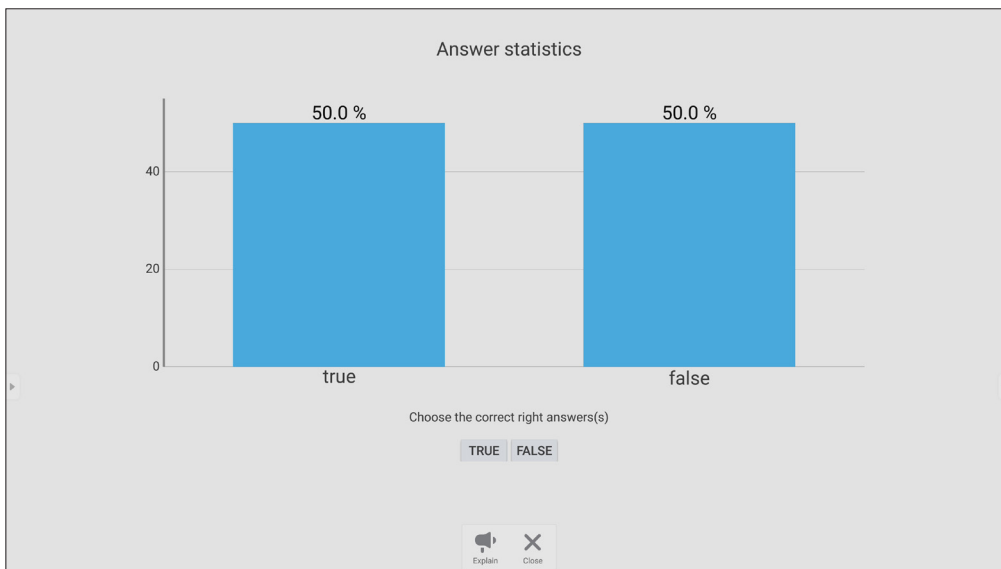 Answer statistics
50.0 % 50.0 %
40
20
0
true false
Choose the correct right answers(s)
TRUE FALSE
Explain Close